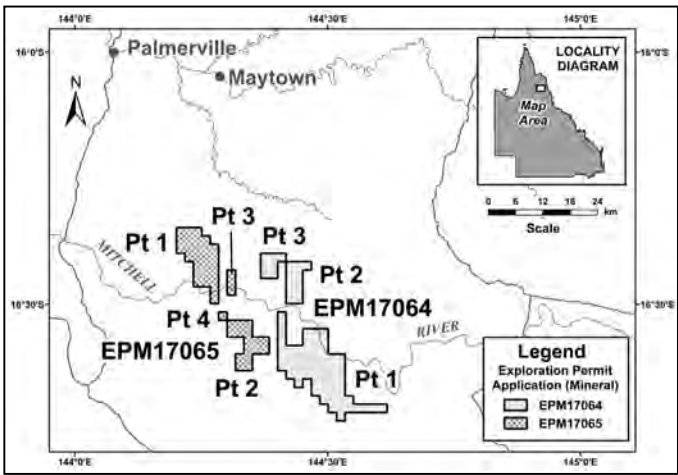 144°0'E
144°30'E
145°0'E
16°0'S
16°0'S
Palmerville
Maytown
N
LOCALITY
DIAGRAM
Map
Area
0 6 12 18 24
km
Scale
Pt 1
Pt 3
Pt 3
Pt 2
MITCHELL
EPM17064
16°30'S
16°30'S
Pt 4
EPM17065
RIVER
Pt 2
Pt 1
Legend
Exploration Permit
Application (Mineral)
EPM17064
EPM17065
144°0'E
144°30'E
145°0'E